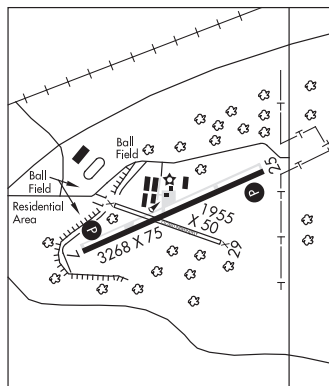 Ball
Field
Ball
Field
Residential
Area
P
P
25
1955
X 50
3268 X 75
7
29
X
X